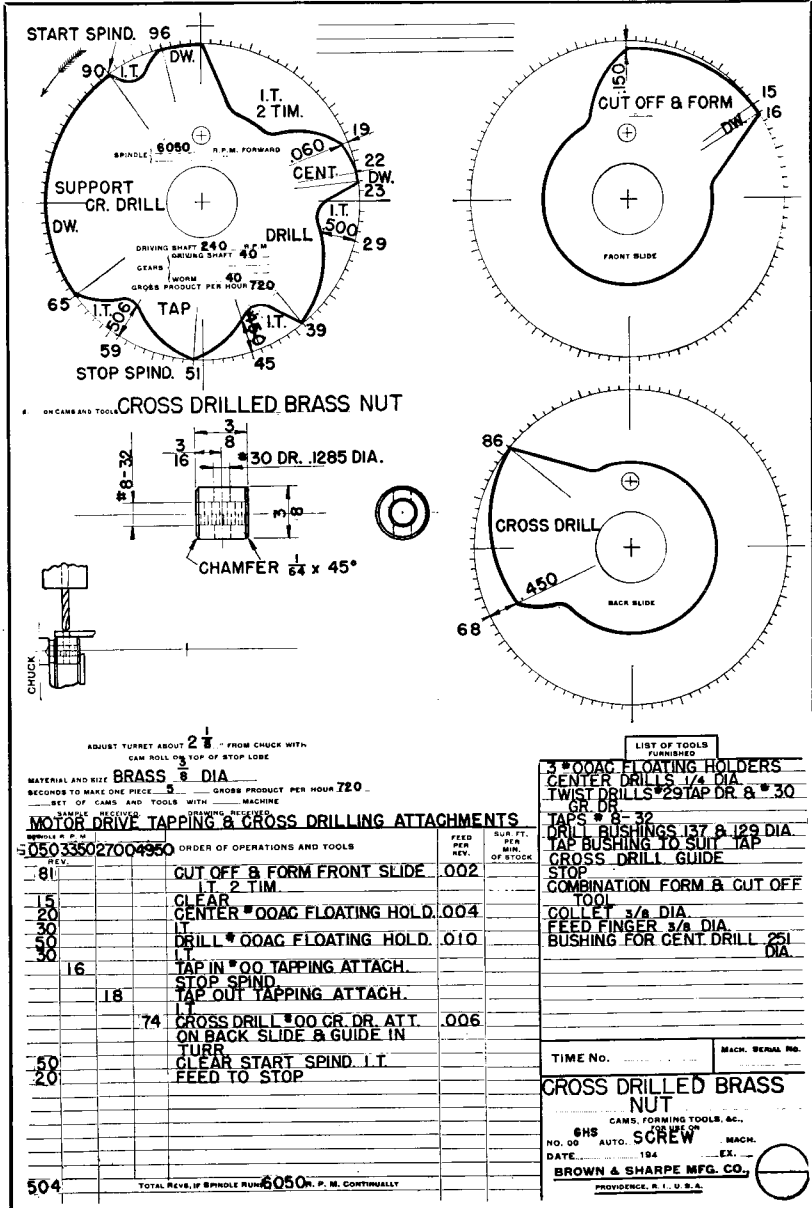 START SPIND. 96
DW.
90
I.T.
I.T.
2 TIM.
19
.060
SPINDLE 6050 R.P.M. FORWARD
22
CENT.
DW.
23
SUPPORT
CR. DRILL
DW.
I.T.
DRILL
.500
29
DRIVING SHAFT 240 R.P.M
DRIVING SHAFT 40
GEARS
WORM 40
GROSS PRODUCT PER HOUR 720
65
I.T.
.506
TAP
I.T.
39
59
45
STOP SPIND. 51
.150
CUT OFF & FORM
15
16
DW.
FRONT SLIDE
ON CAMS AND TOOLS CROSS DRILLED BRASS NUT
3/8
3/16
#30 DR. .1285 DIA.
#8-32
3/8
CHAMFER 1/64 x 45°
CHUCK
86
CROSS DRILL
.450
BACK SLIDE
68
ADJUST TURRET ABOUT 2 1/8" FROM CHUCK WITH
CAM ROLL ON TOP OF STOP LOBE
MATERIAL AND SIZE BRASS 3/8 DIA
SECONDS TO MAKE ONE PIECE 5 GROSS PRODUCT PER HOUR 720
SET OF CAMS AND TOOLS WITH MACHINE
SAMPLE RECEIVED DRAWING RECEIVED
MOTOR DRIVE TAPPING & CROSS DRILLING ATTACHMENTS
SPINDLE R.P.M.
5050 3350 2700 4950 ORDER OF OPERATIONS AND TOOLS FEED PER REV. SUR. FT. PER MIN. OF STOCK
REV.
81 CUT OFF & FORM FRONT SLIDE .002
I.T. 2 TIM.
15 CLEAR
20 CENTER #00AC FLOATING HOLD. .004
30 I.T.
50 DRILL #00AC FLOATING HOLD. .010
30 I.T.
16 TAP IN #00 TAPPING ATTACH.
STOP SPIND.
18 TAP OUT TAPPING ATTACH.
I.T.
74 CROSS DRILL #00 CR. DR. ATT. .006
ON BACK SLIDE & GUIDE IN
TURR.
50 CLEAR START SPIND. I.T.
20 FEED TO STOP
504 TOTAL REVS. IF SPINDLE RUNS 6050 R.P.M. CONTINUALLY
LIST OF TOOLS
FURNISHED
3 #00AC FLOATING HOLDERS
CENTER DRILLS 1/4 DIA.
TWIST DRILLS #29 TAP DR. & #30
GR. DR.
TAPS #8-32
DRILL BUSHINGS .137 & .129 DIA.
TAP BUSHING TO SUIT TAP
CROSS DRILL GUIDE
STOP
COMBINATION FORM & CUT OFF
TOOL
COLLET 3/8 DIA.
FEED FINGER 3/8 DIA.
BUSHING FOR CENT. DRILL .251
DIA.
TIME No. MACH. SERIAL NO.
CROSS DRILLED BRASS
NUT
CAMS, FORMING TOOLS, &C.,
FOR USE ON
NO. 00 6HS AUTO. SCREW MACH.
DATE 194 EX.
BROWN & SHARPE MFG. CO.,
PROVIDENCE, R. I., U. S. A.